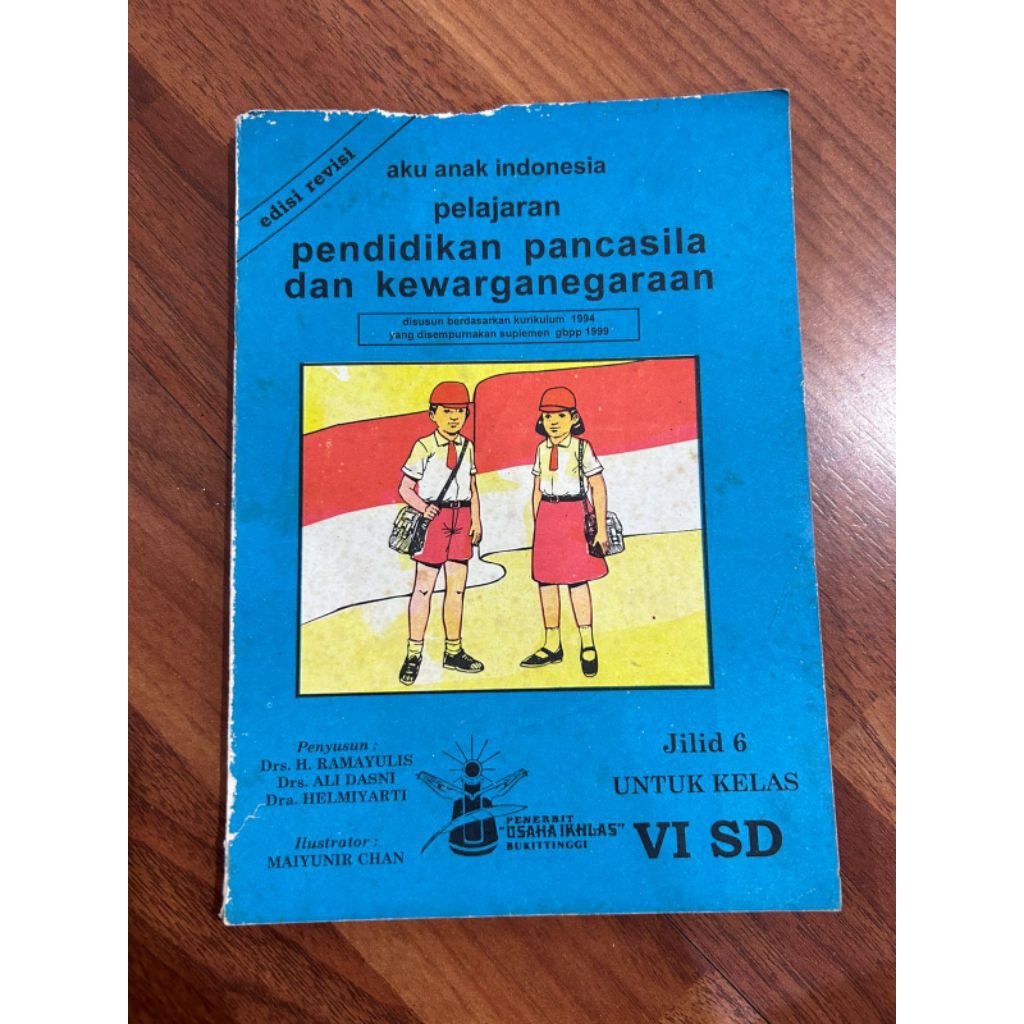 edisi revisi
aku anak indonesia
pelajaran
pendidikan pancasila
dan kewarganegaraan
disusun berdasarkan kurikulum 1994
yang disempurnakan suplemen gbpp 1999
Penyusun :
Drs. H. RAMAYULIS
Drs. ALI DASNI
Dra. HELMIYARTI
Ilustrator :
MAIYUNIR CHAN
PENERBIT
"USAHA IKHLAS"
BUKITTINGGI
Jilid 6
UNTUK KELAS
VI SD